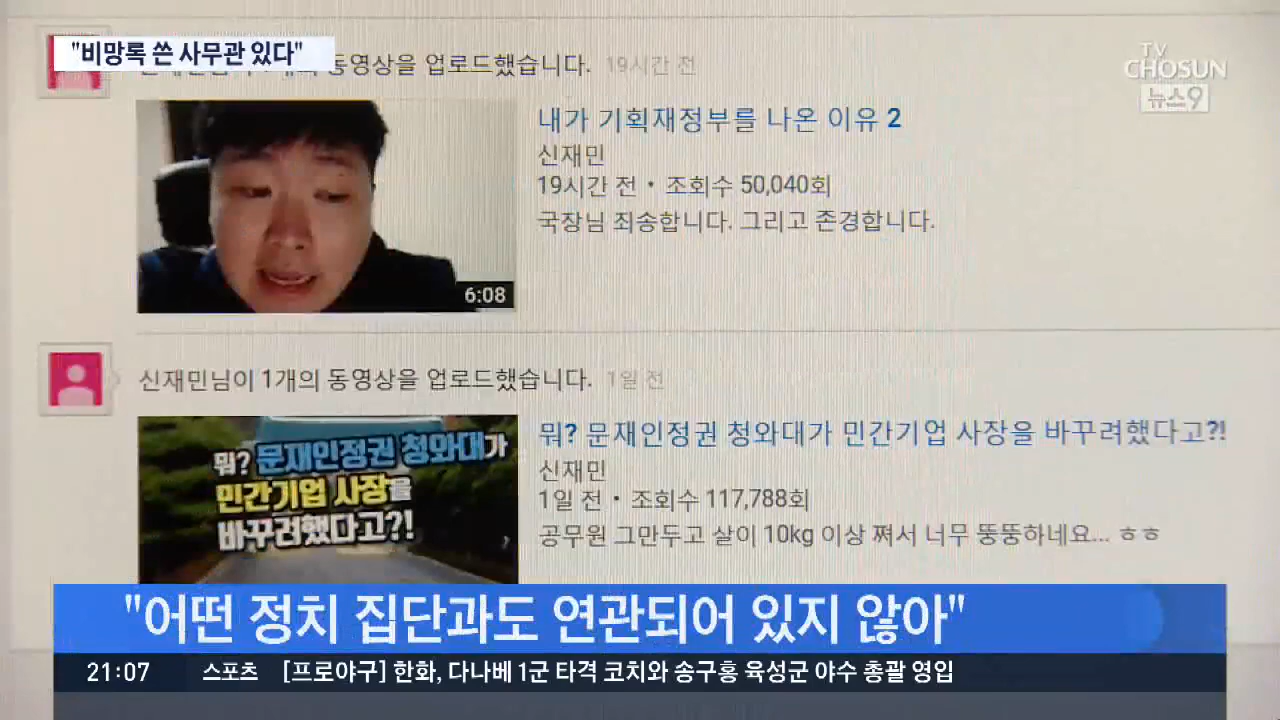 "비망록 쓴 사무관 있다"
동영상을 업로드했습니다. 19시간 전
TV
CHOSUN
뉴스9
내가 기획재정부를 나온 이유 2
신재민
19시간 전 • 조회수 50,040회
국장님 죄송합니다. 그리고 존경합니다.
6:08
신재민님이 1개의 동영상을 업로드했습니다. 1일 전
뭐? 문재인정권 청와대가
민간기업 사장을
바꾸려했다고?!
뭐? 문재인정권 청와대가 민간기업 사장을 바꾸려했다고?!
신재민
1일 전 • 조회수 117,788회
공무원 그만두고 살이 10kg 이상 쪄서 너무 뚱뚱하네요... ㅎㅎ
"어떤 정치 집단과도 연관되어 있지 않아"
21:07 스포츠 [프로야구] 한화, 다나베 1군 타격 코치와 송구홍 육성군 야수 총괄 영입